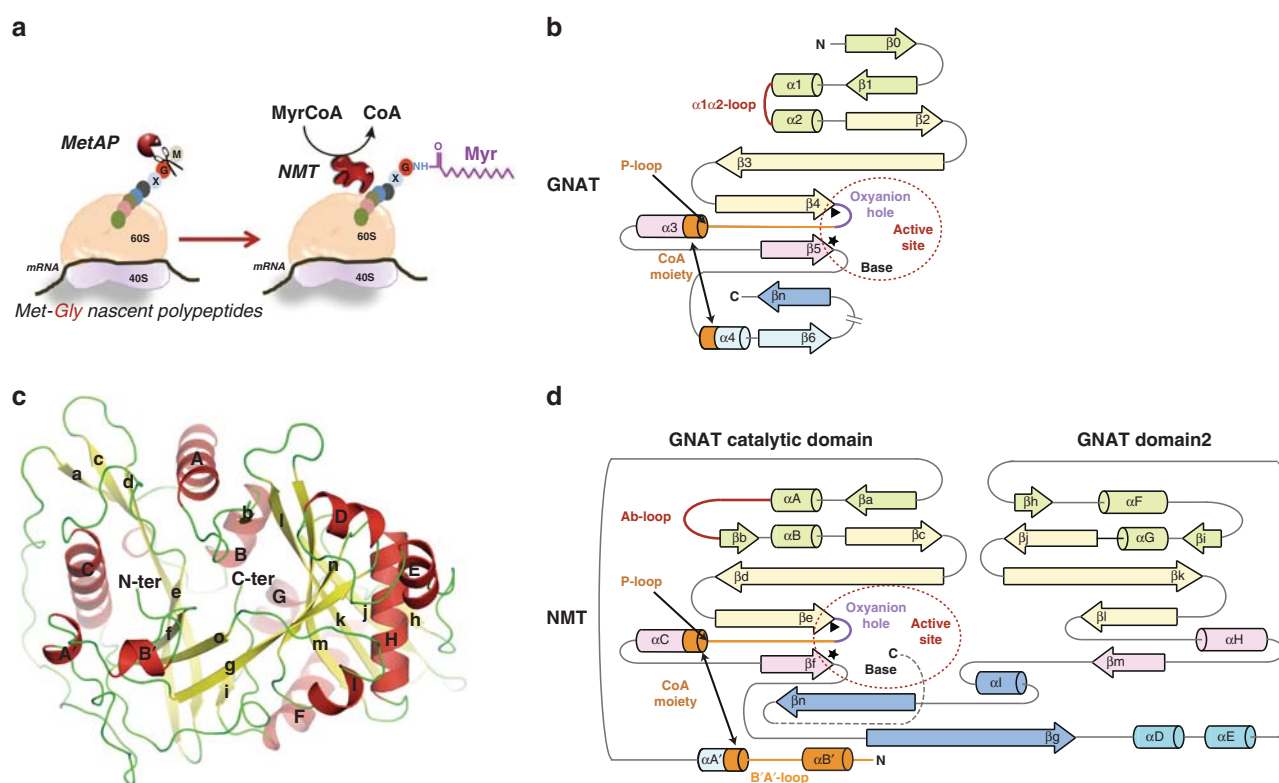 a
MetAP
M
G
X
60S
mRNA
40S
Met-Gly nascent polypeptides
MyrCoA
CoA
NMT
G
NH
O
Myr
X
60S
mRNA
40S
b
GNAT
N
β0
α1
β1
α1α2-loop
α2
β2
β3
P-loop
β4
Oxyanion
hole
α3
Active
site
β5
CoA
moiety
Base
C
βn
α4
β6
c
a
c
d
A
b
B
l
D
C
N-ter
C-ter
G
n
E
e
j
h
k
f
o
H
A'
B'
g
m
i
I
F
d
GNAT catalytic domain
GNAT domain2
NMT
αA
βa
Ab-loop
βb
αB
βc
βd
P-loop
βe
Oxyanion
hole
αC
Active
site
βf
C
Base
CoA
moiety
βn
βg
αD
αE
αA'
αB'
N
B'A'-loop
βh
αF
βj
αG
βi
βk
βl
αH
βm
αI